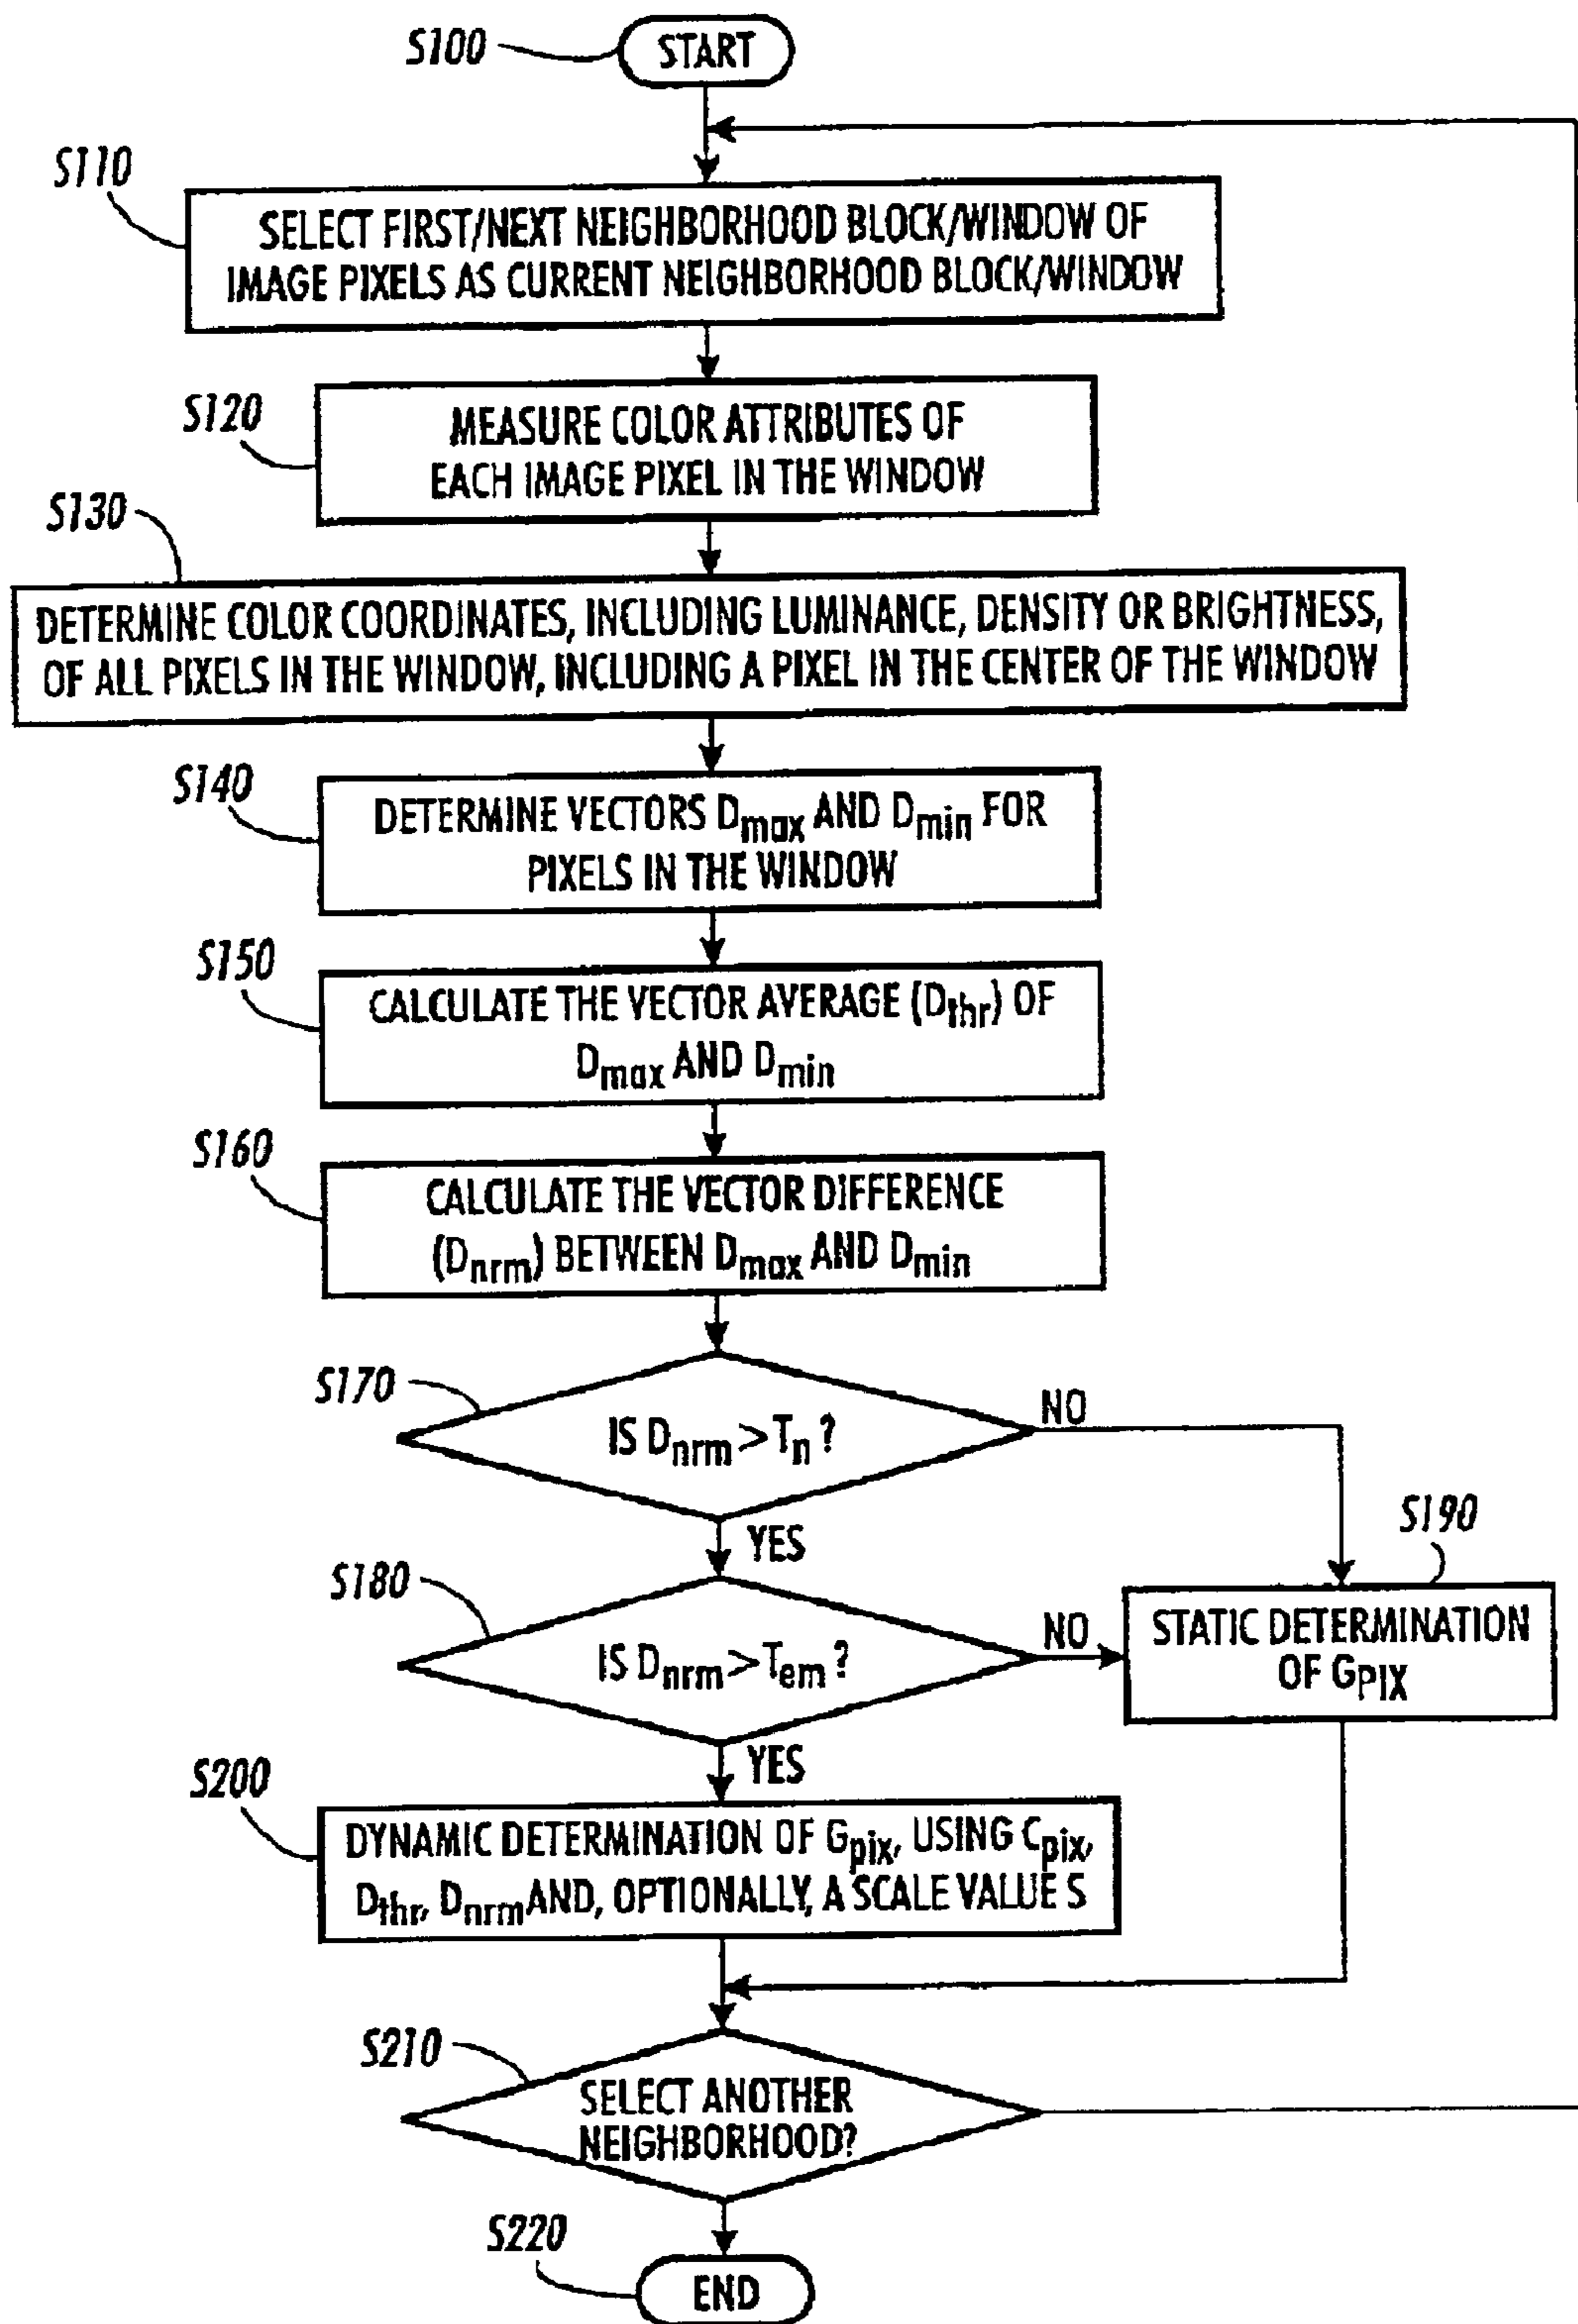 S100
START
S110
SELECT FIRST/NEXT NEIGHBORHOOD BLOCK/WINDOW OF
IMAGE PIXELS AS CURRENT NEIGHBORHOOD BLOCK/WINDOW
S120
MEASURE COLOR ATTRIBUTES OF
EACH IMAGE PIXEL IN THE WINDOW
S130
DETERMINE COLOR COORDINATES, INCLUDING LUMINANCE, DENSITY OR BRIGHTNESS,
OF ALL PIXELS IN THE WINDOW, INCLUDING A PIXEL IN THE CENTER OF THE WINDOW
S140
DETERMINE VECTORS Dmax AND Dmin FOR
PIXELS IN THE WINDOW
S150
CALCULATE THE VECTOR AVERAGE (Dthr) OF
Dmax AND Dmin
S160
CALCULATE THE VECTOR DIFFERENCE
(Dnrm) BETWEEN Dmax AND Dmin
S170
IS Dnrm > Tn ?
NO
YES
S180
IS Dnrm > Tem ?
NO
S190
STATIC DETERMINATION
OF GPIX
YES
S200
DYNAMIC DETERMINATION OF Gpix, USING Cpix,
Dthr, Dnrm AND, OPTIONALLY, A SCALE VALUE S
S210
SELECT ANOTHER
NEIGHBORHOOD?
S220
END